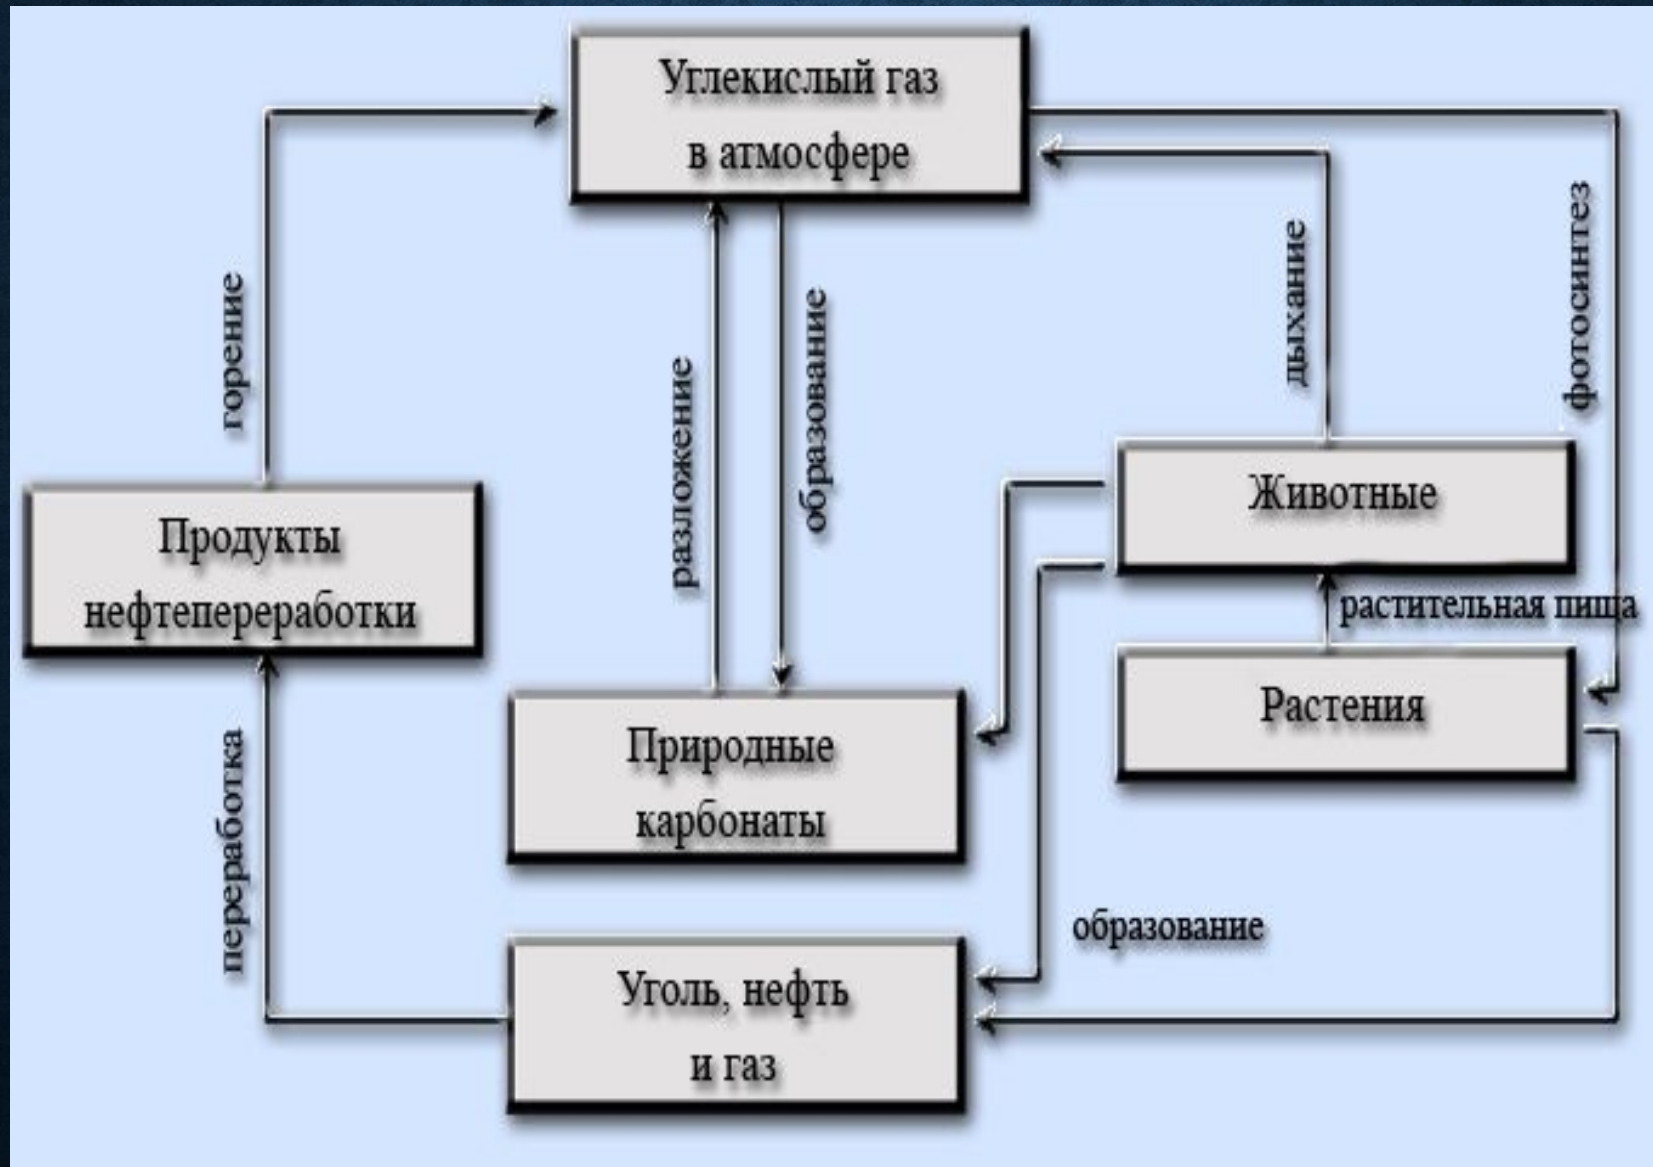 Углекислый газ
в атмосфере
горение
разложение
образование
дыхание
фотосинтез
Продукты
нефтепереработки
Животные
растительная пища
Растения
Природные
карбонаты
переработка
образование
Уголь, нефть
и газ